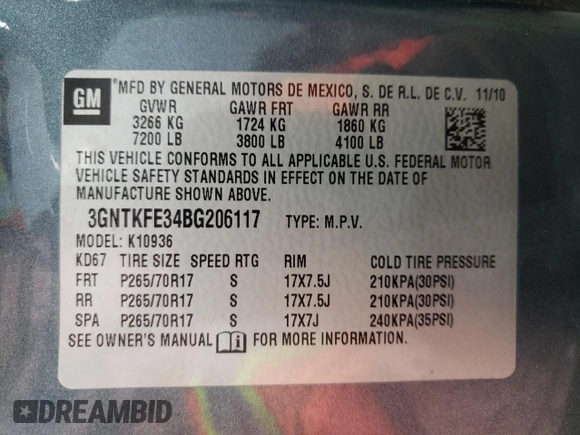 GM
*MFD BY GENERAL MOTORS DE MEXICO, S. DE R.L. DE C.V. 11/10
GVWR GAWR FRT GAWR RR
3266 KG 1724 KG 1860 KG
7200 LB 3800 LB 4100 LB
THIS VEHICLE CONFORMS TO ALL APPLICABLE U.S. FEDERAL MOTOR
VEHICLE SAFETY STANDARDS IN EFFECT ON THE DATE OF
MANUFACTURE SHOWN ABOVE.
3GNTKFE34BG206117 TYPE: M.P.V.
MODEL: K10936
KD67 TIRE SIZE SPEED RTG RIM COLD TIRE PRESSURE
FRT P265/70R17 S 17X7.5J 210KPA(30PSI)
RR P265/70R17 S 17X7.5J 210KPA(30PSI)
SPA P265/70R17 S 17X7J 240KPA(35PSI)
SEE OWNER'S MANUAL FOR MORE INFORMATION.
DREAMBID